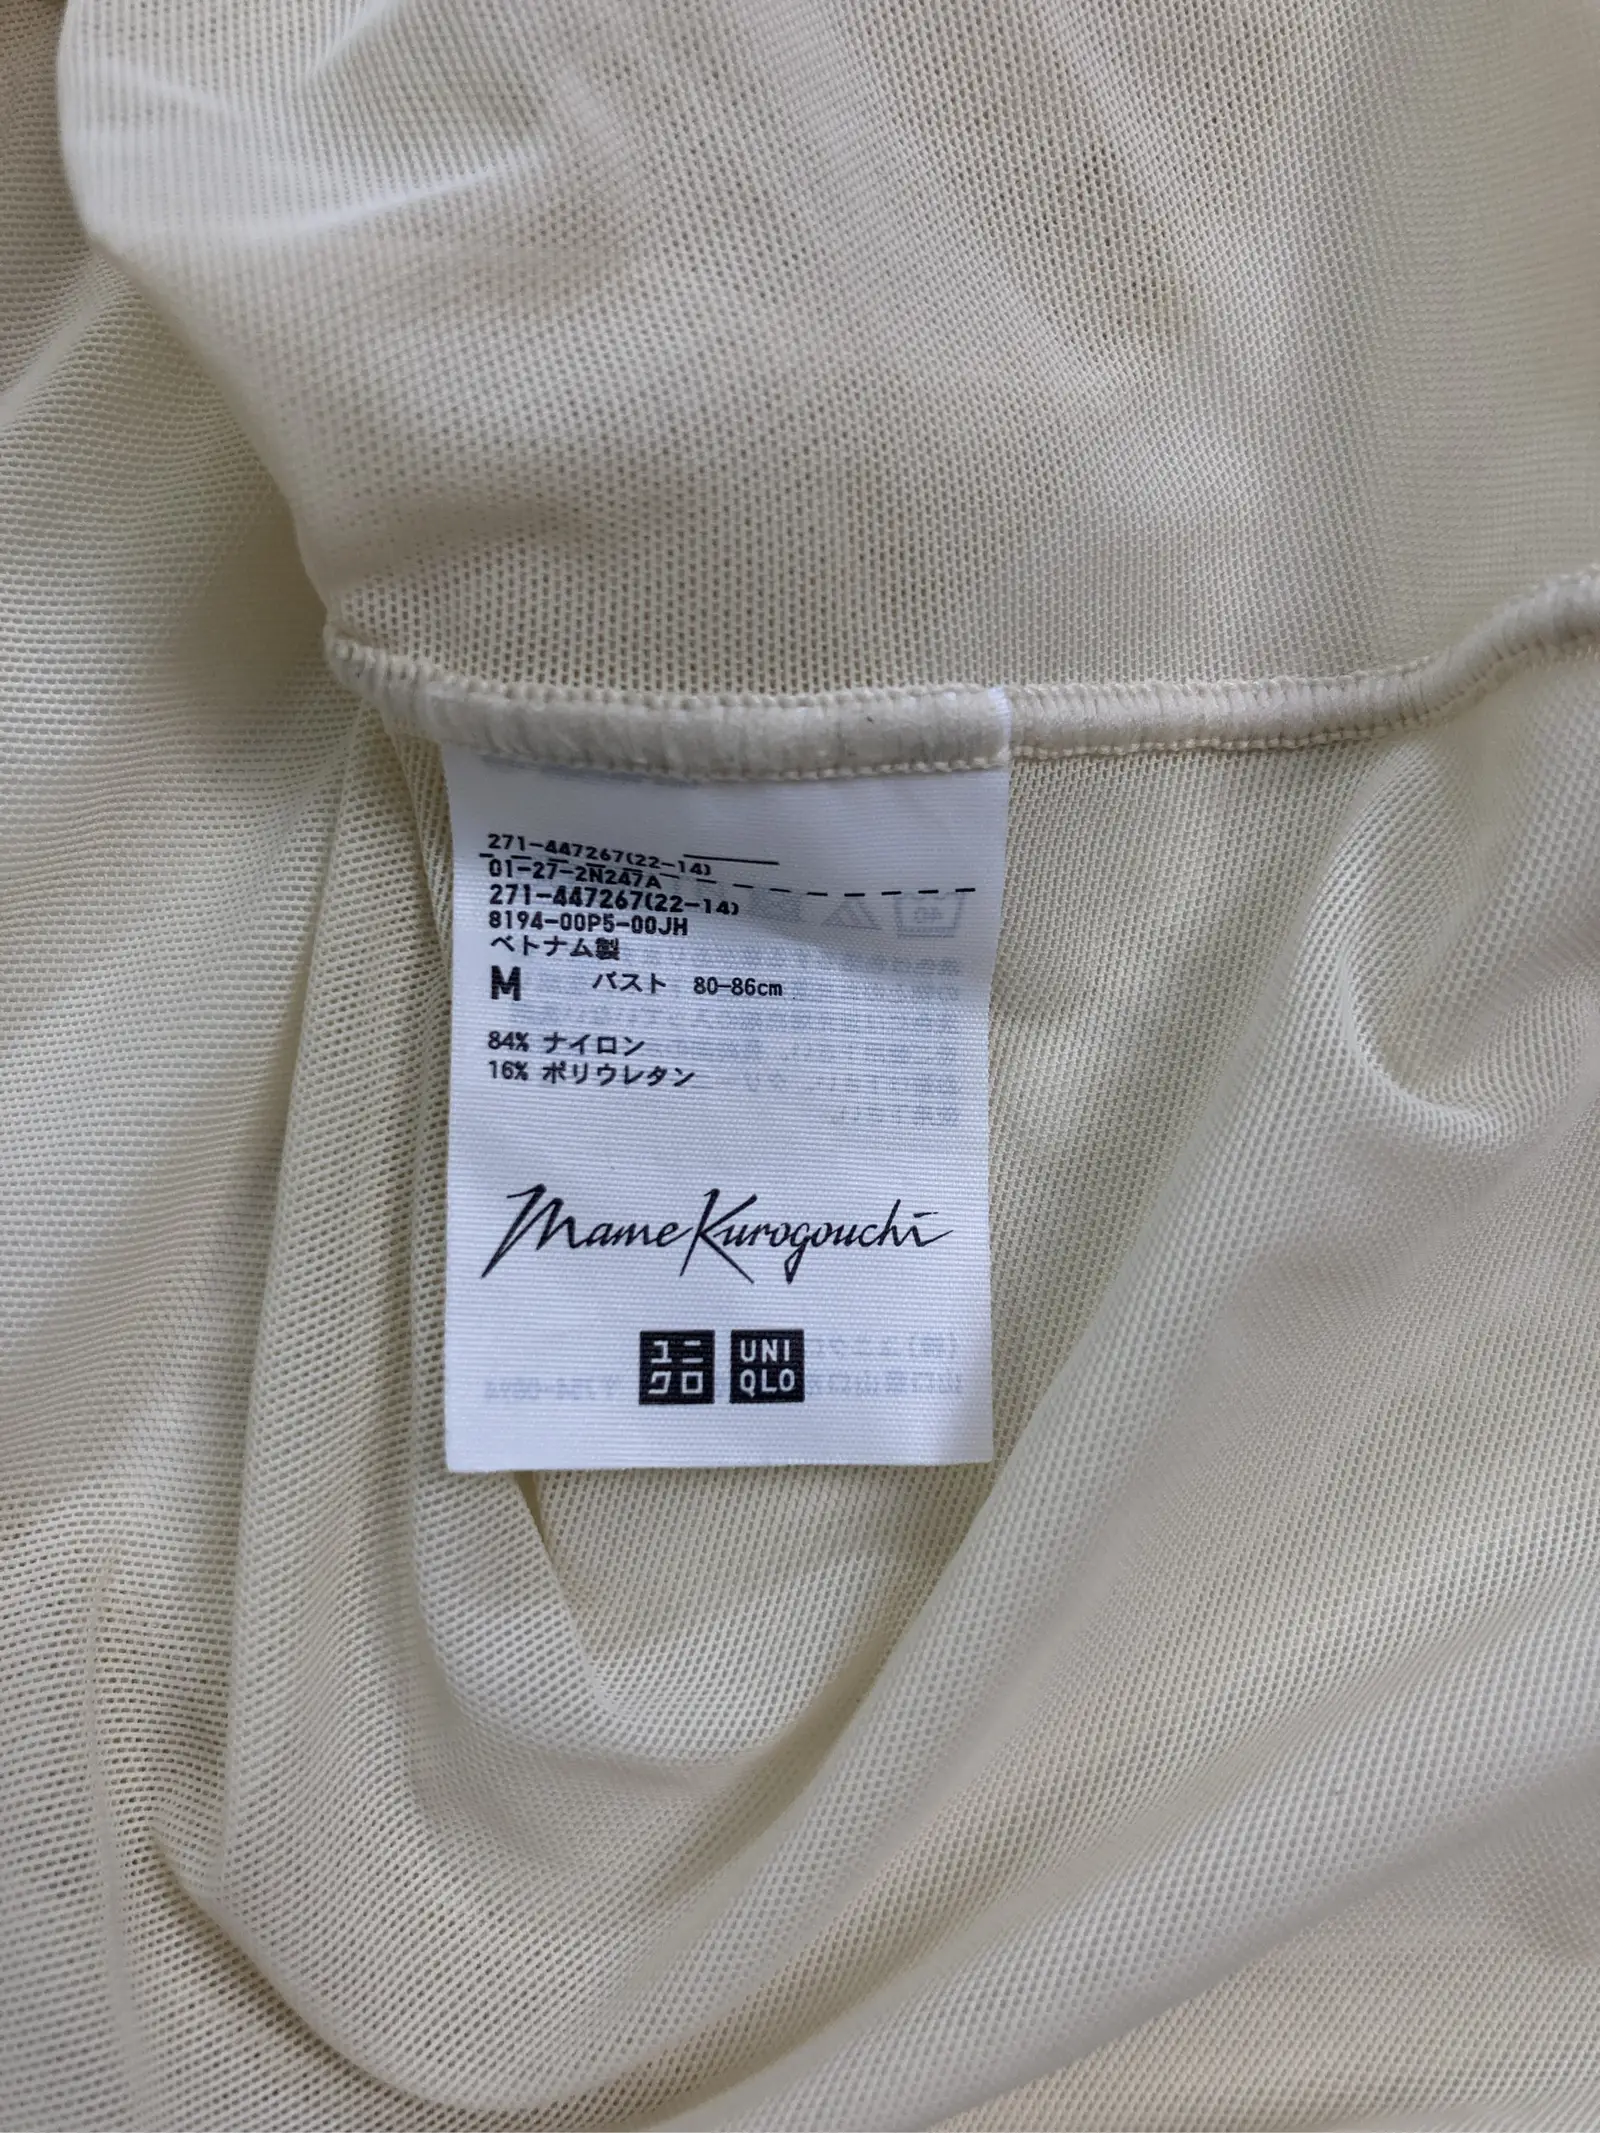 271-447267(22-14)
01-27-2N247A
271-447267(22-14)
8194-00P5-00JH
ベトナム製
M バスト 80-86cm
84% ナイロン
16% ポリウレタン
Mame Kurogouchi
ユニ UNI
クロ QLO